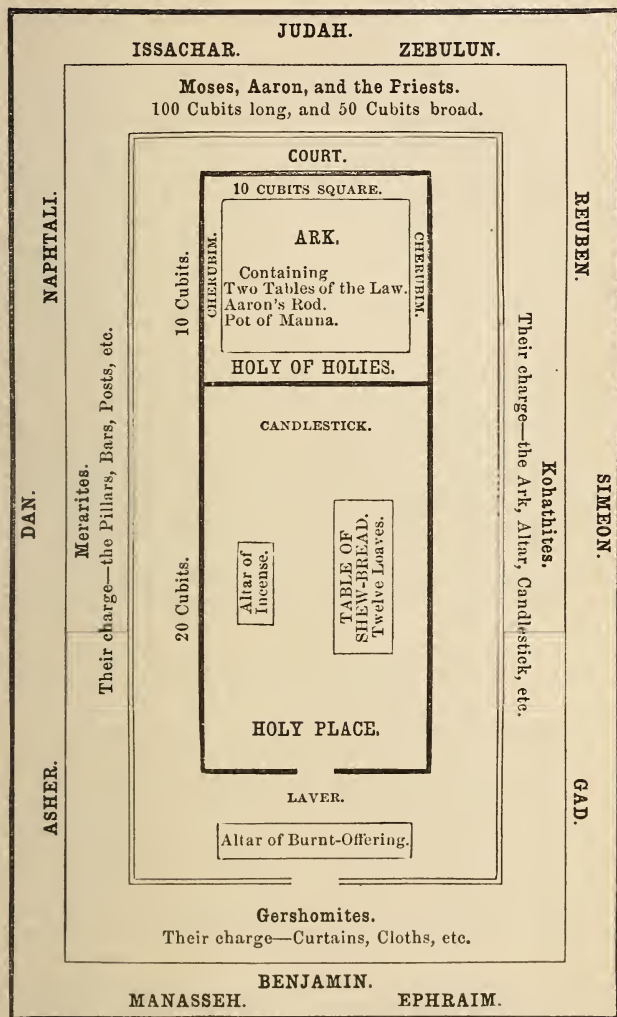 JUDAH.
ISSACHAR. ZEBULUN.
Moses, Aaron, and the Priests.
100 Cubits long, and 50 Cubits broad.
COURT.
10 CUBITS SQUARE.
ARK.
Containing
Two Tables of the Law.
Aaron's Rod.
Pot of Manna.
CHERUBIM.
CHERUBIM.
HOLY OF HOLIES.
10 Cubits.
CANDLESTICK.
Altar of
Incense.
TABLE OF
SHEW-BREAD.
Twelve Loaves.
20 Cubits.
HOLY PLACE.
LAVER.
Altar of Burnt-Offering.
NAPHTALI.
DAN.
ASHER.
Merarites.
Their charge—the Pillars, Bars, Posts, etc.
REUBEN.
SIMEON.
GAD.
Kohathites.
Their charge—the Ark, Altar, Candlestick, etc.
Gershomites.
Their charge—Curtains, Cloths, etc.
BENJAMIN.
MANASSEH. EPHRAIM.